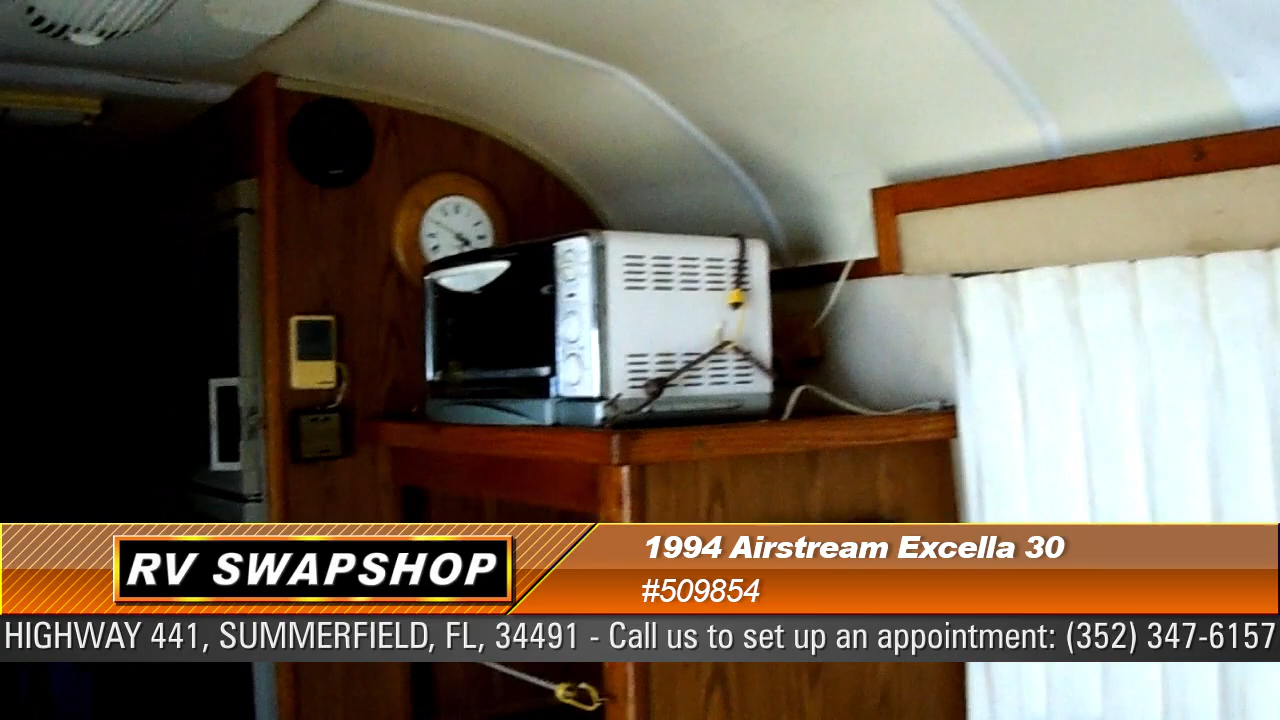 RV SWAPSHOP
1994 Airstream Excella 30
#509854
HIGHWAY 441, SUMMERFIELD, FL, 34491 - Call us to set up an appointment: (352) 347-6157